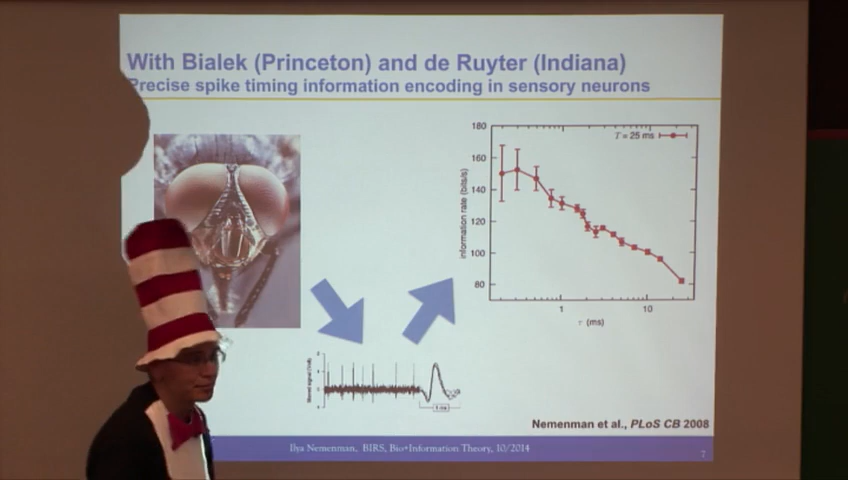 With Bialek (Princeton) and de Ruyter (Indiana)
Precise spike timing information encoding in sensory neurons
180
160
140
120
100
80
information rate (bits/s)
T = 25 ms
1
10
τ (ms)
Nemenman et al., PLoS CB 2008
Ilya Nemenman, BIRS, Bio+Information Theory, 10/2014
7